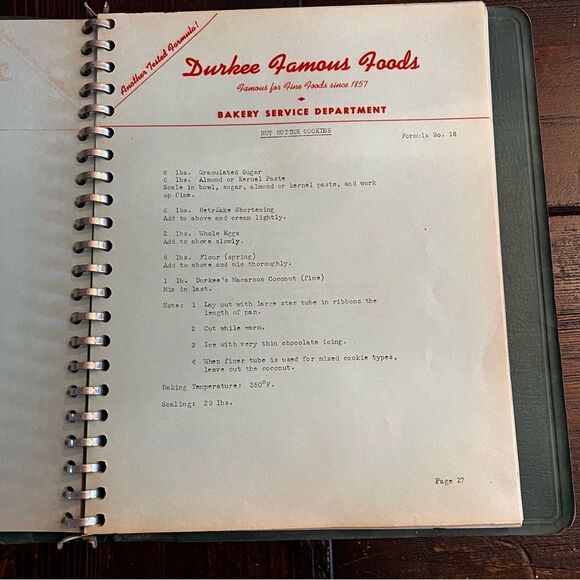 Another Tested Formula!
Durkee Famous Foods
Famous for Fine Foods since 1857
BAKERY SERVICE DEPARTMENT
NUT BUTTER COOKIES Formula No. 18
6 lbs. Granulated Sugar
6 lbs. Almond or Kernel Paste
Scale in bowl, sugar, almond or kernel paste, and work
up fine.
6 lbs. BetrKake Shortening
Add to above and cream lightly.
2 lbs. Whole Eggs
Add to above slowly.
8 lbs. Flour (spring)
Add to above and mix thoroughly.
1 lb. Durkee's Macaroon Coconut (fine)
Mix in last.
Note: 1 Lay out with large star tube in ribbons the
length of pan.
2 Cut while warm.
3 Ice with very thin chocolate icing.
4 When finer tube is used for mixed cookie types,
leave out the coconut.
Baking Temperature: 350°F.
Scaling: 29 lbs.
Page 27